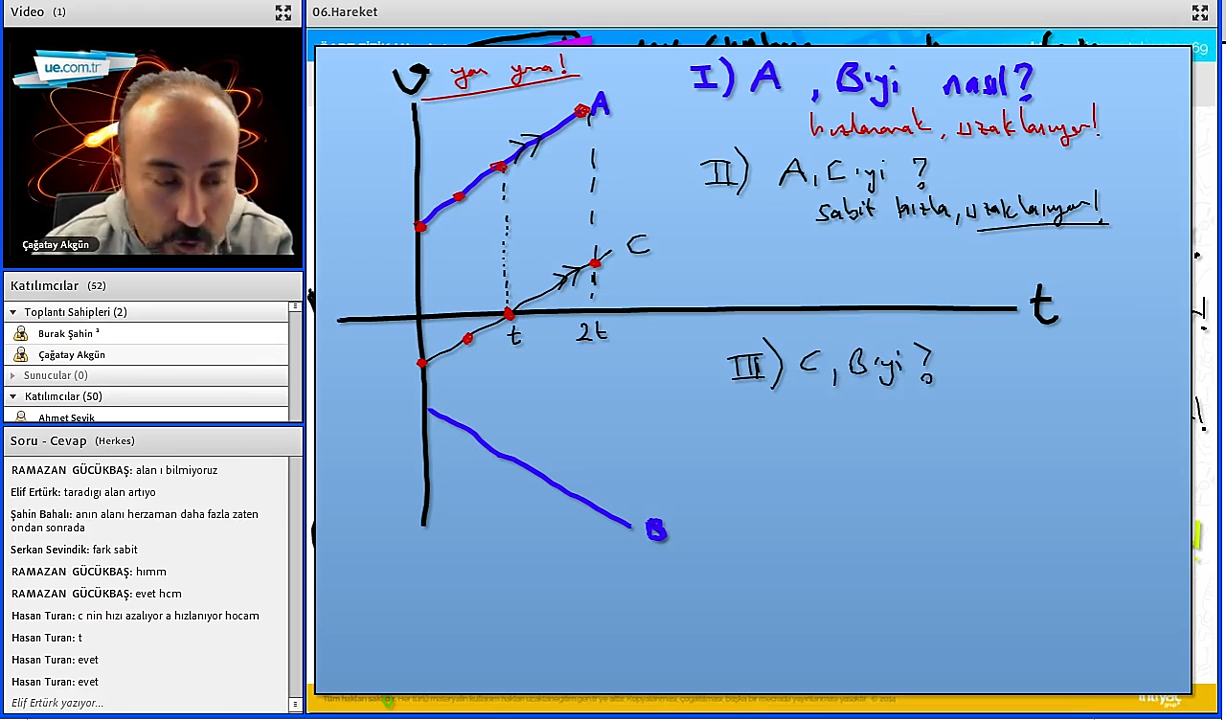 Video (1)
06.Hareket
ue.com.tr
Çağatay Akgün
Katılımcılar (52)
Toplantı Sahipleri (2)
Burak Şahin ³
Çağatay Akgün
Sunucular (0)
Katılımcılar (50)
Ahmet Sevik
Soru - Cevap (Herkes)
RAMAZAN GÜCÜKBAŞ: alan ı bilmiyoruz
Elif Ertürk: taradıgı alan artıyo
Şahin Bahalı: anın alanı herzaman daha fazla zaten
ondan sonrada
Serkan Sevindik: fark sabit
RAMAZAN GÜCÜKBAŞ: hımm
RAMAZAN GÜCÜKBAŞ: evet hcm
Hasan Turan: c nin hızı azalıyor a hızlanıyor hocam
Hasan Turan: t
Hasan Turan: evet
Hasan Turan: evet
Elif Ertürk yazıyor...
69
v
yan yana!
A
I) A, B'yi nasıl?
hızlanarak, uzaklaşıyor!
II) A, C'yi ?
sabit hızla, uzaklaşıyor!
C
t
t
2t
III) C, B'yi ?
B